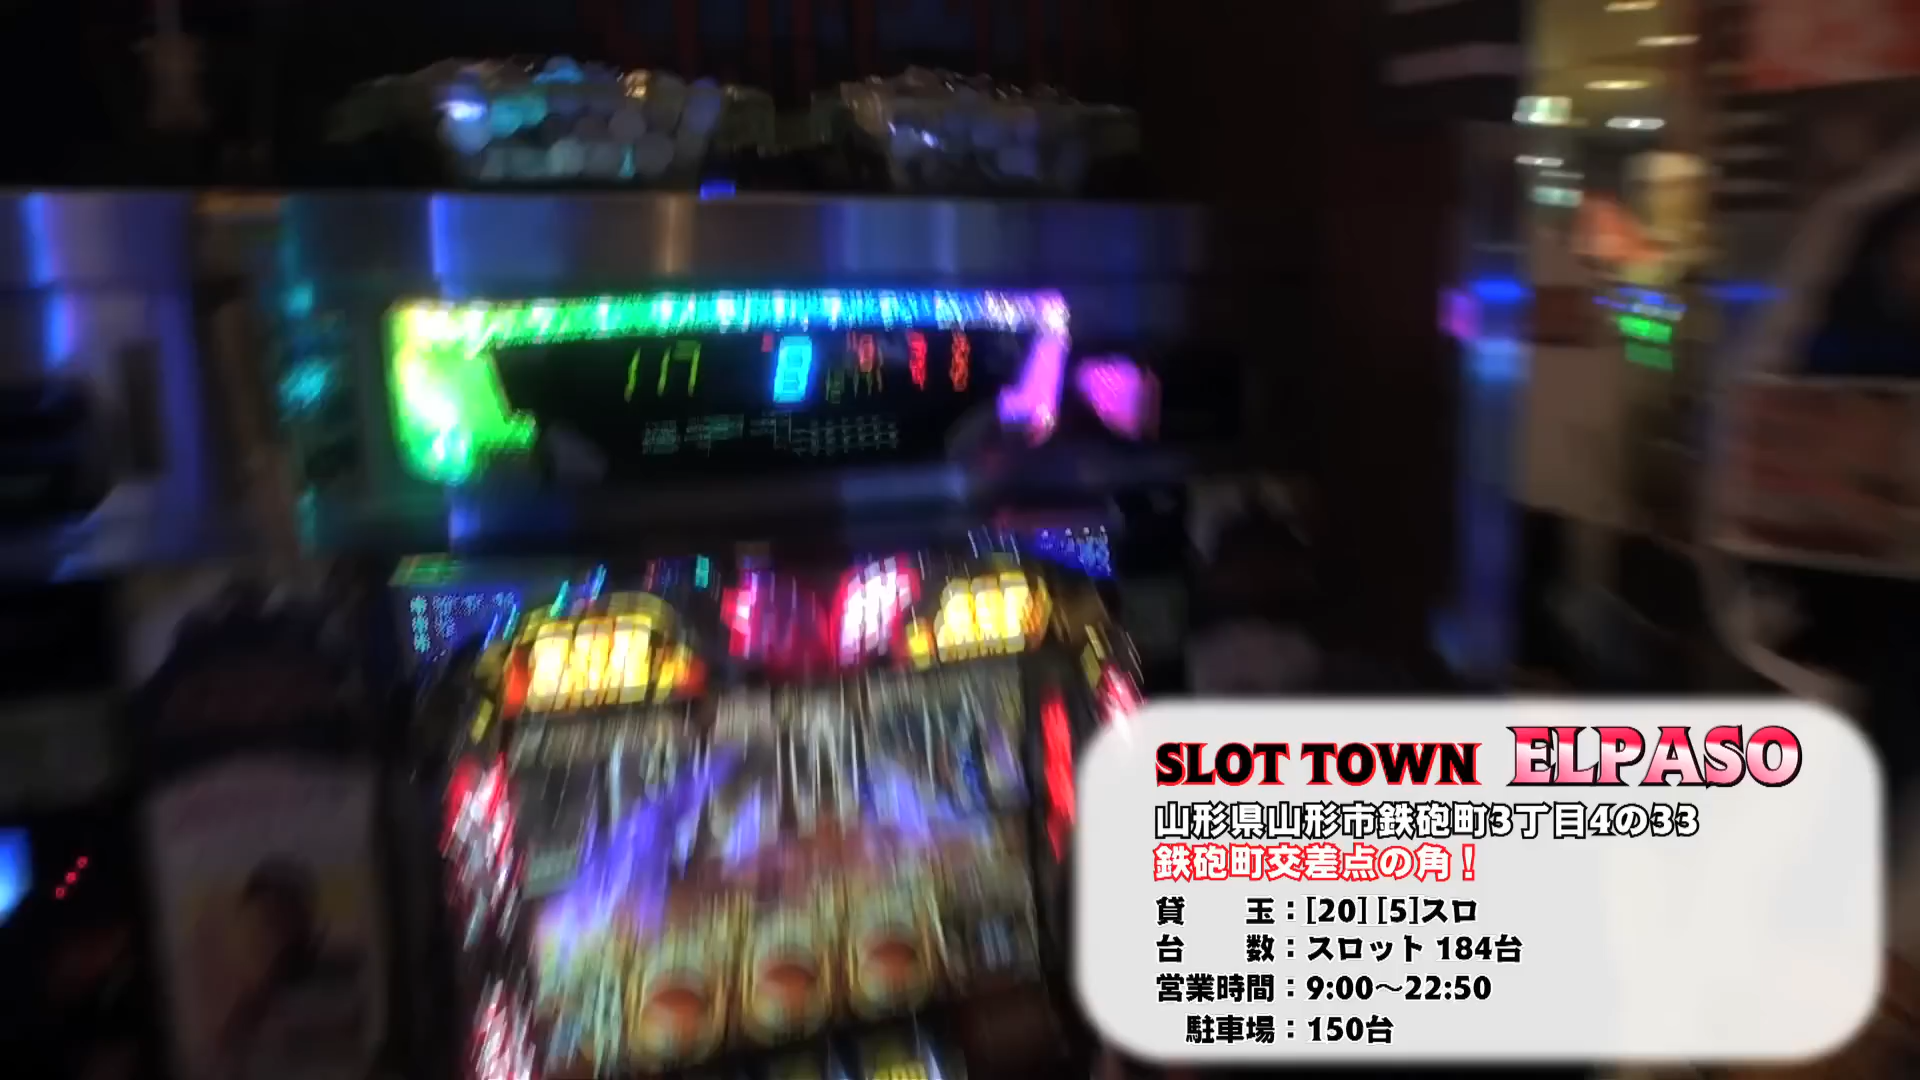 SLOT TOWN ELPASO
山形県山形市鉄砲町3丁目4の33
鉄砲町交差点の角！
貸　玉：[20] [5]スロ
台　数：スロット 184台
営業時間：9:00〜22:50
駐車場：150台